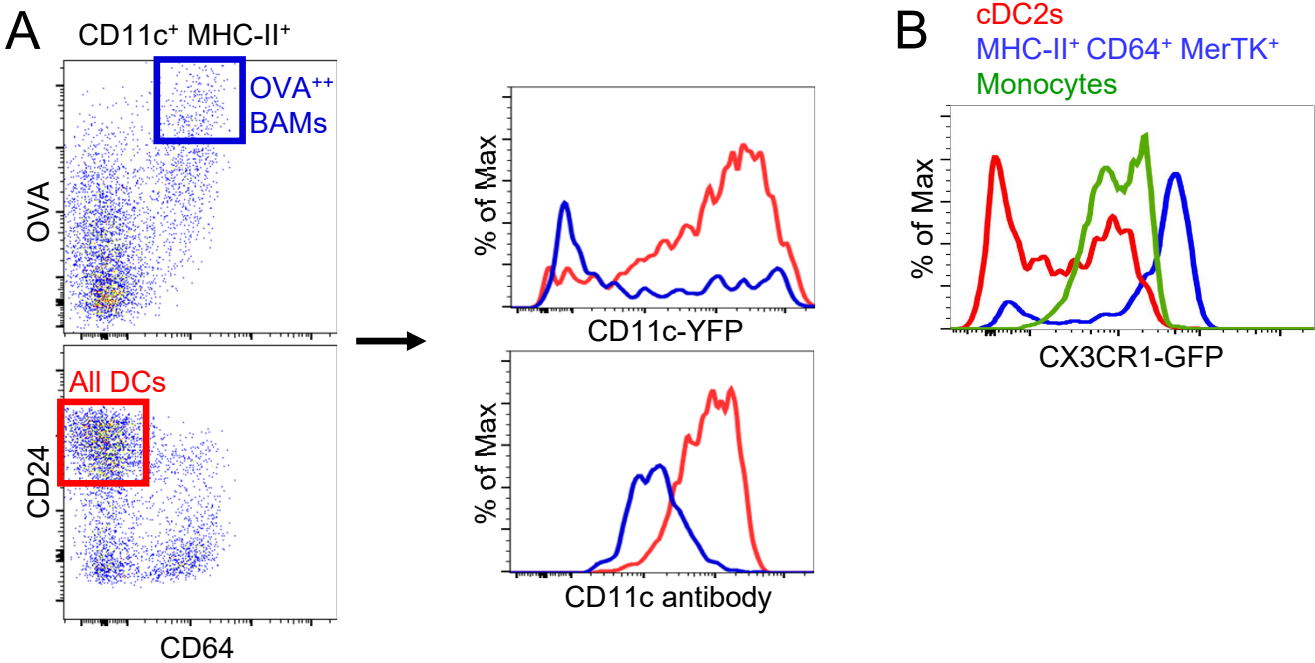 A
CD11c⁺ MHC-II⁺
OVA⁺⁺
BAMs
OVA
All DCs
CD24
CD64
% of Max
CD11c-YFP
% of Max
CD11c antibody
B
cDC2s
MHC-II⁺ CD64⁺ MerTK⁺
Monocytes
% of Max
CX3CR1-GFP